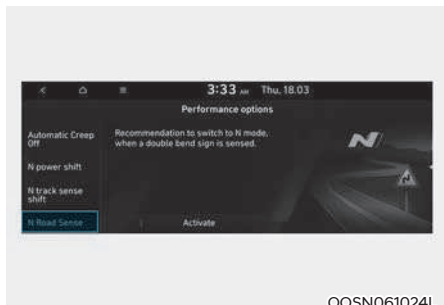 3:33 AM Thu, 18.03
Performance options
Automatic Creep
Off
Recommendation to switch to N mode,
when a double bend sign is sensed.
N power shift
N track sense
shift
N Road Sense
Activate
OOSN061024L